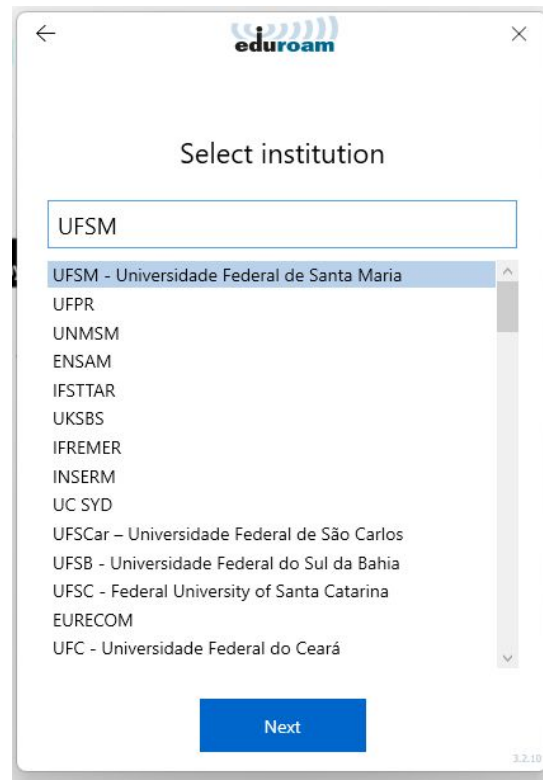 eduroam
Select institution
UFSM
UFSM - Universidade Federal de Santa Maria
UFPR
UNMSM
ENSAM
IFSTTAR
UKSBS
IFREMER
INSERM
UC SYD
UFSCar – Universidade Federal de São Carlos
UFSB - Universidade Federal do Sul da Bahia
UFSC - Federal University of Santa Catarina
EURECOM
UFC - Universidade Federal do Ceará
Next
3.2.10